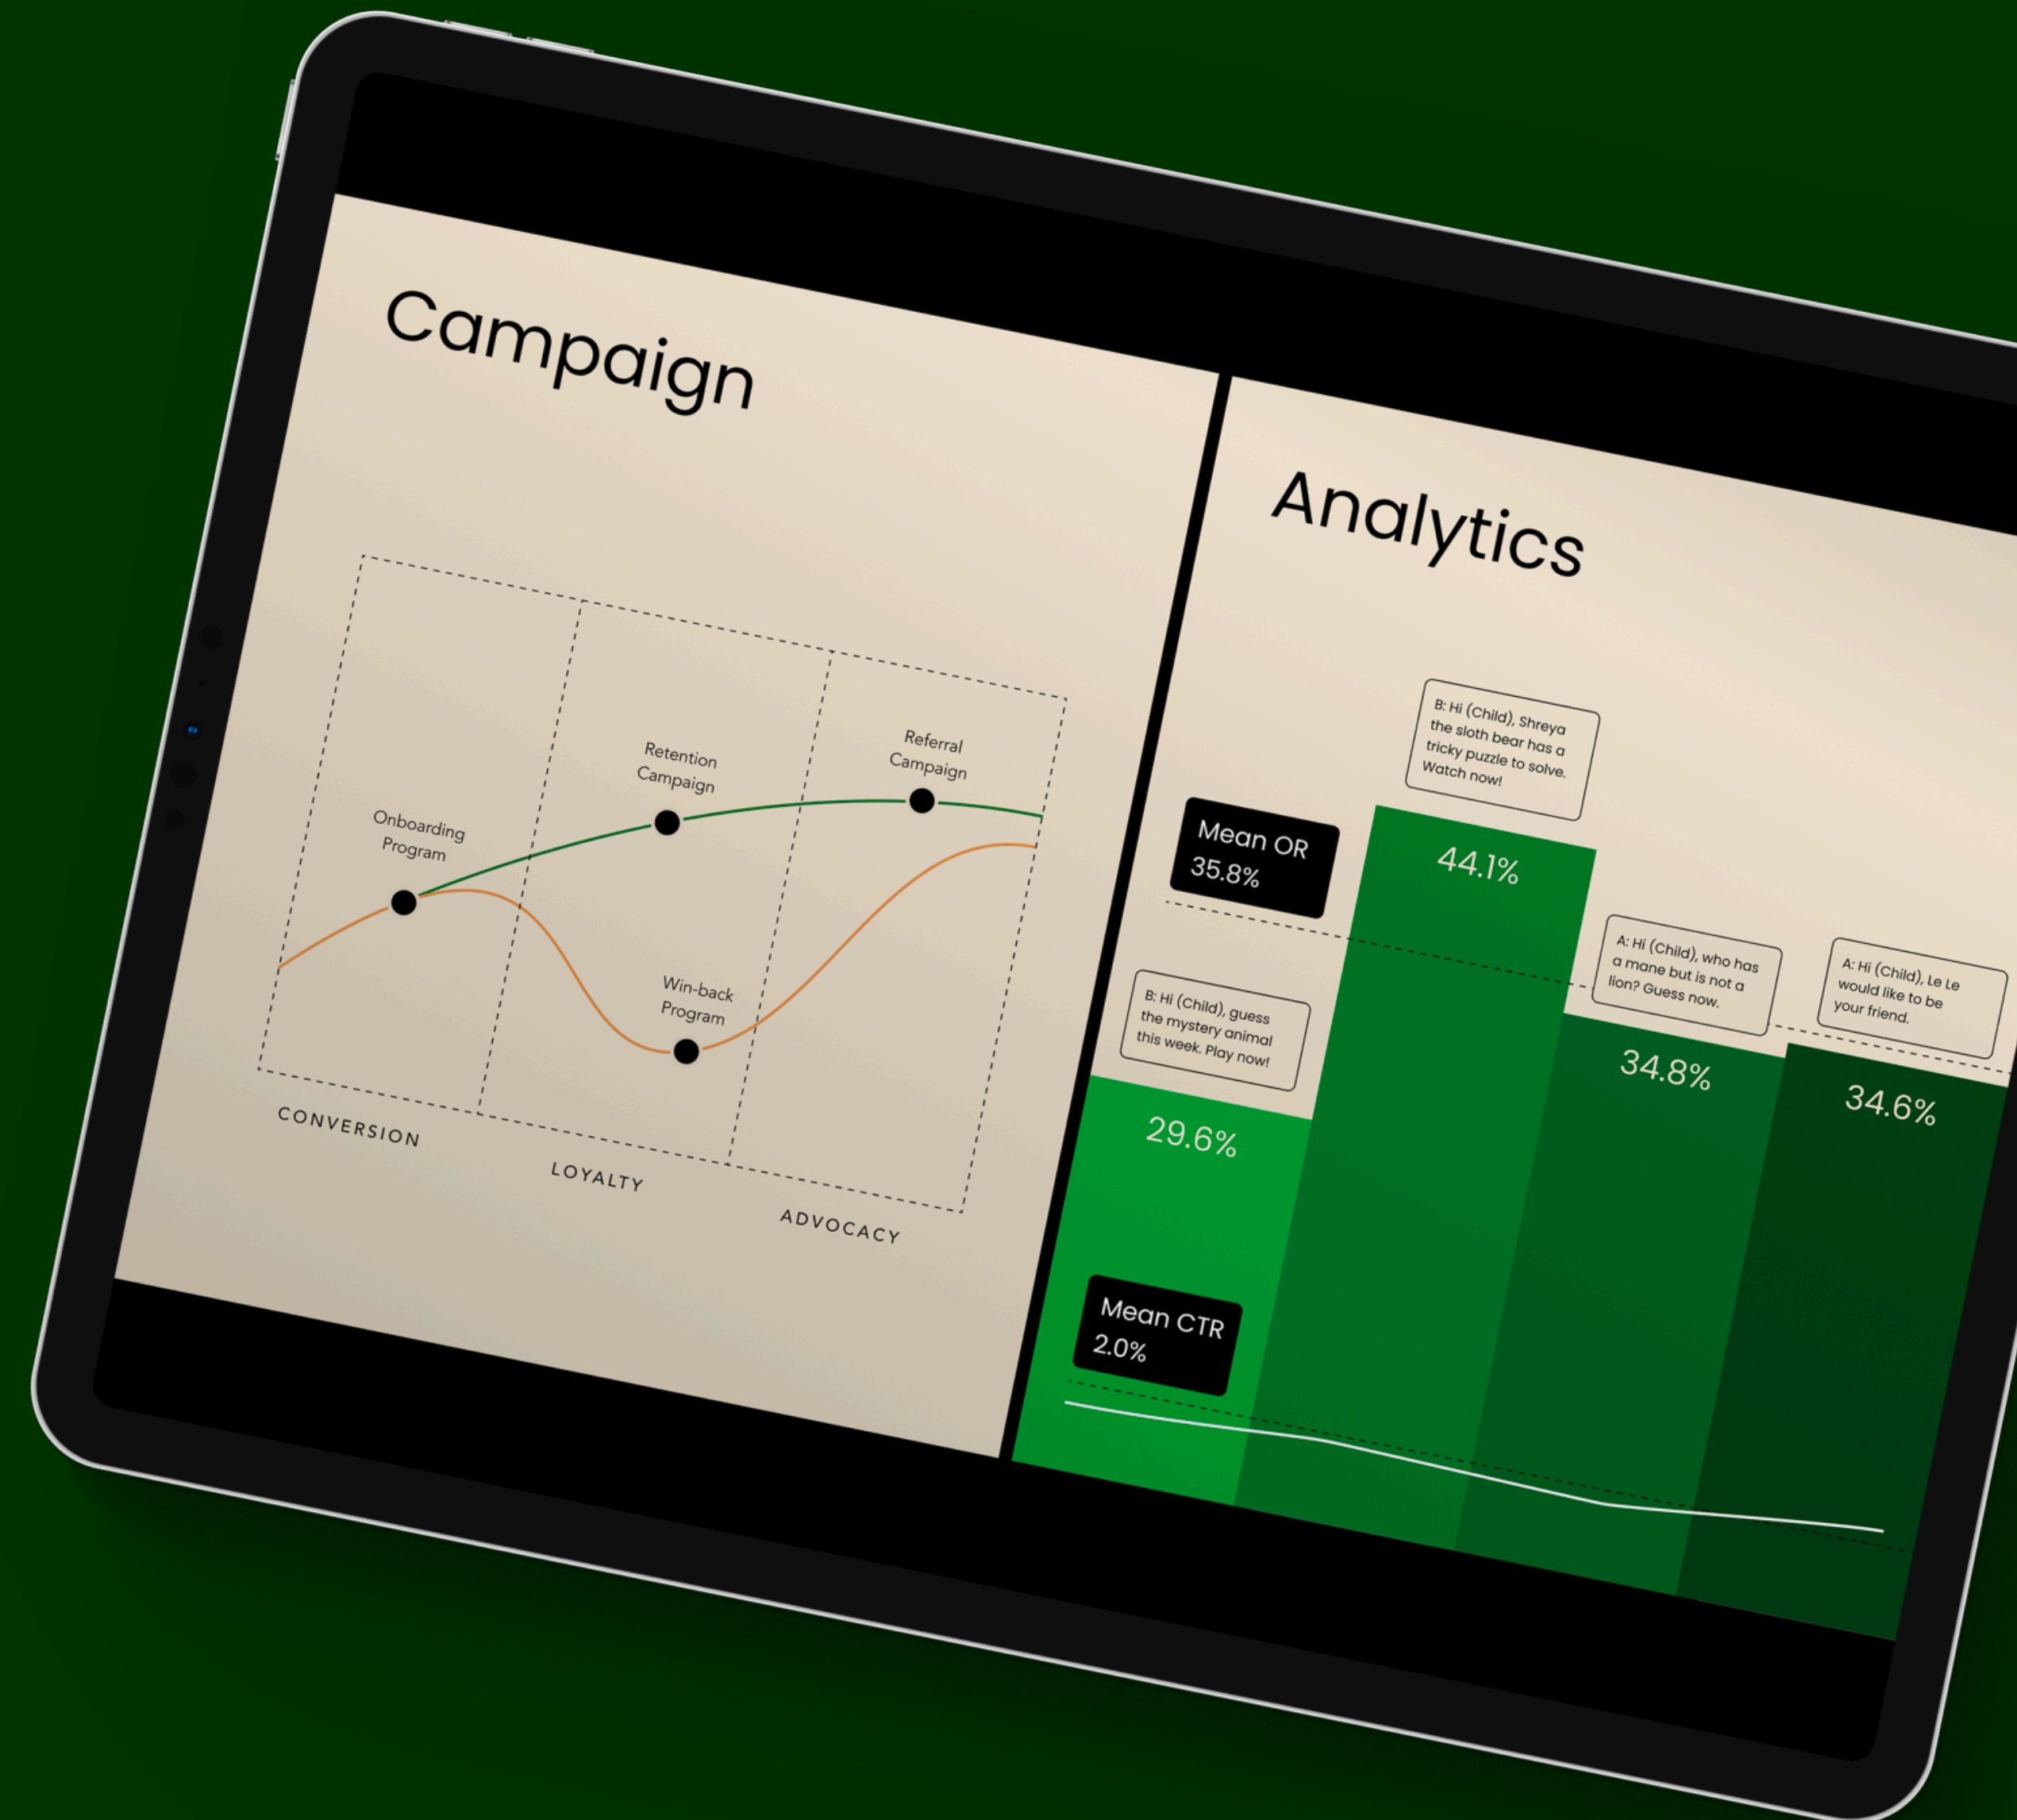 Campaign
Onboarding
Program
Retention
Campaign
Referral
Campaign
Win-back
Program
CONVERSION
LOYALTY
ADVOCACY
Analytics
B: Hi (Child), Shreya
the sloth bear has a
tricky puzzle to solve.
Watch now!
Mean OR
35.8%
44.1%
A: Hi (Child), who has
a mane but is not a
lion? Guess now.
A: Hi (Child), Le Le
would like to be
your friend.
B: Hi (Child), guess
the mystery animal
this week. Play now!
34.8%
34.6%
29.6%
Mean CTR
2.0%